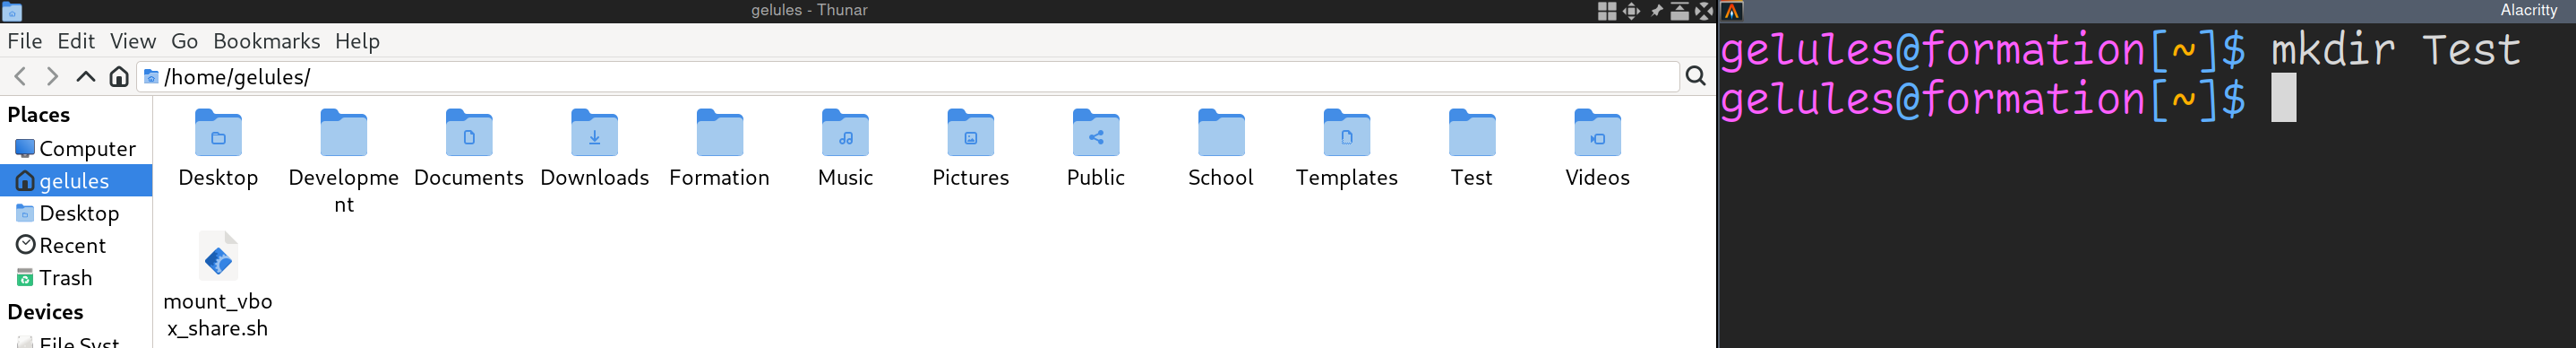 gelules - Thunar
File Edit View Go Bookmarks Help
/home/gelules/
Places
Computer
gelules
Desktop
Recent
Trash
Devices
File Syst
Desktop
Developme
nt
Documents
Downloads
Formation
Music
Pictures
Public
School
Templates
Test
Videos
mount_vbo
x_share.sh
Alacritty
gelules@formation[~]$ mkdir Test
gelules@formation[~]$